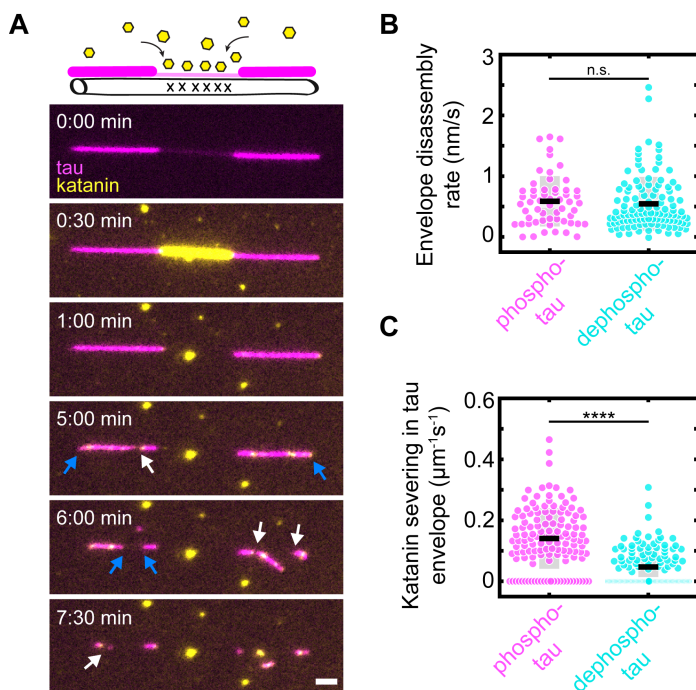 A
x x x x x x
0:00 min
tau
katanin
0:30 min
1:00 min
5:00 min
6:00 min
7:30 min
B
Envelope disassembly
rate (nm/s)
3
2
1
0
n.s.
phospho-
tau
dephospho-
tau
C
Katanin severing in tau
envelope (μm⁻¹s⁻¹)
0.6
0.4
0.2
0
****
phospho-
tau
dephospho-
tau